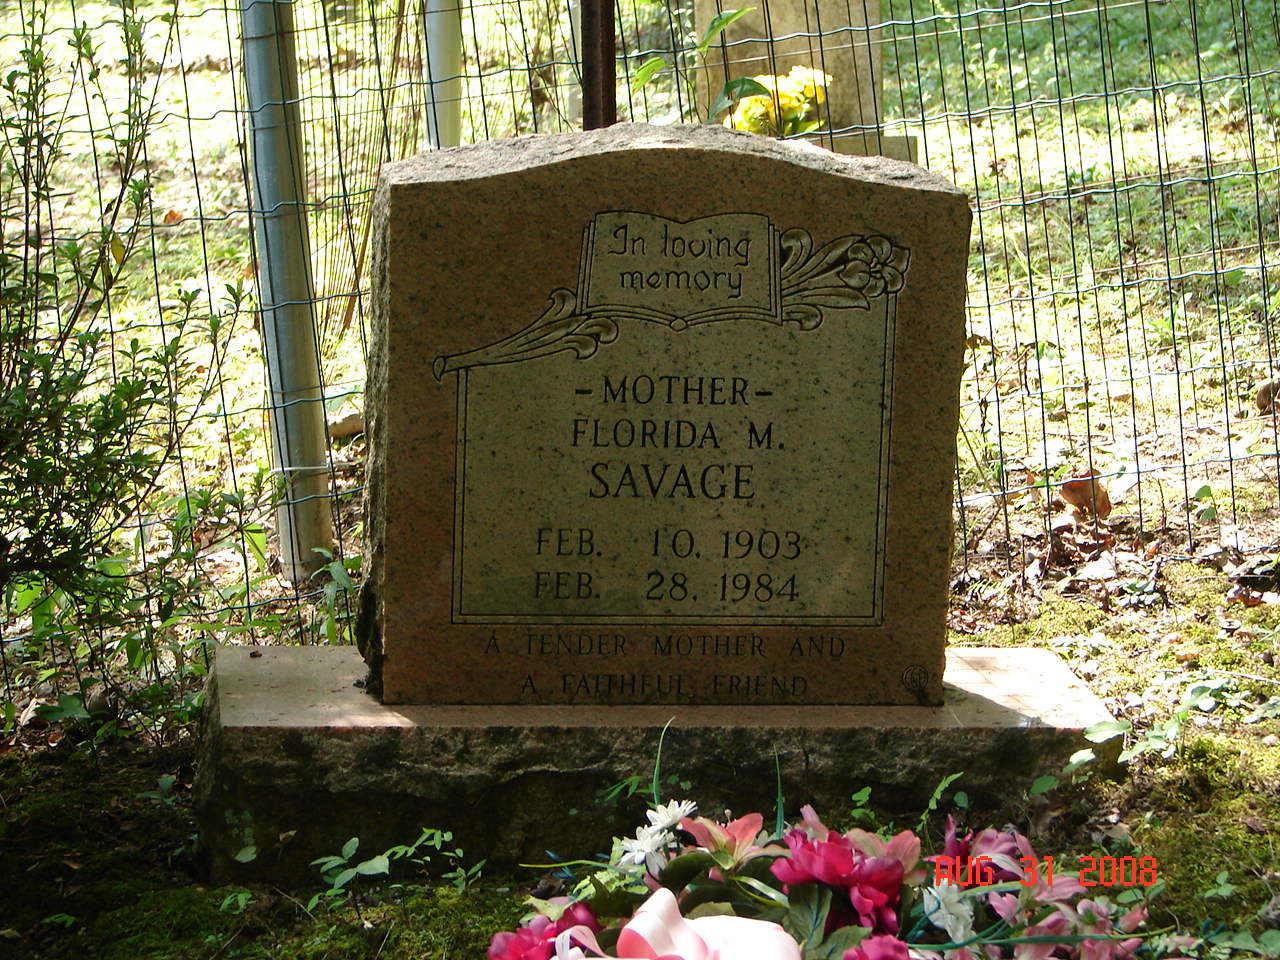 In loving
memory
-MOTHER-
FLORIDA M.
SAVAGE
FEB. 10, 1903
FEB. 28, 1984
A TENDER MOTHER AND
A FAITHFUL FRIEND
AUG 31 2008